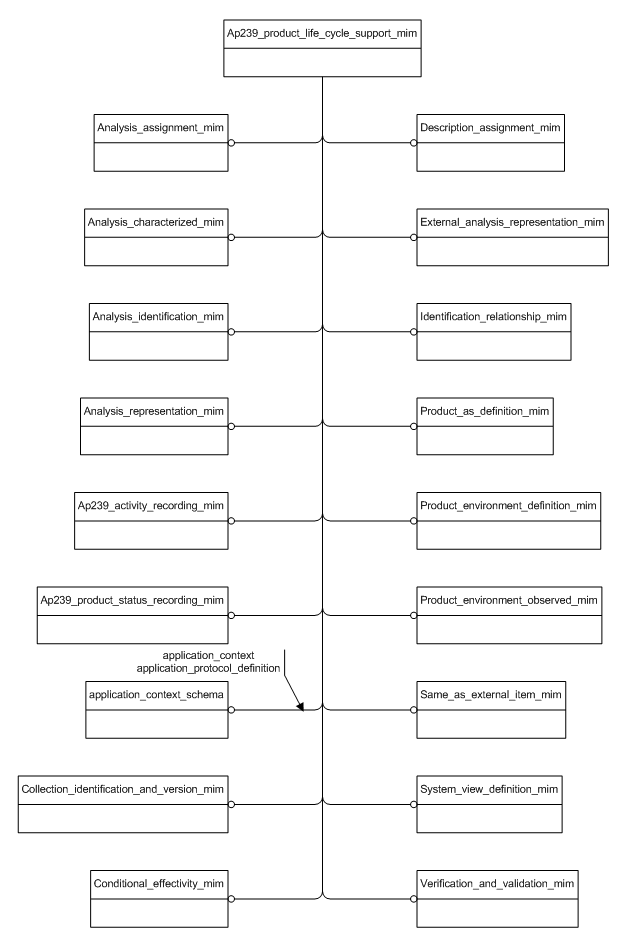 Ap239_product_life_cycle_support_mim
Analysis_assignment_mim
Description_assignment_mim
Analysis_characterized_mim
External_analysis_representation_mim
Analysis_identification_mim
Identification_relationship_mim
Analysis_representation_mim
Product_as_definition_mim
Ap239_activity_recording_mim
Product_environment_definition_mim
Ap239_product_status_recording_mim
Product_environment_observed_mim
application_context
application_protocol_definition
application_context_schema
Same_as_external_item_mim
Collection_identification_and_version_mim
System_view_definition_mim
Conditional_effectivity_mim
Verification_and_validation_mim